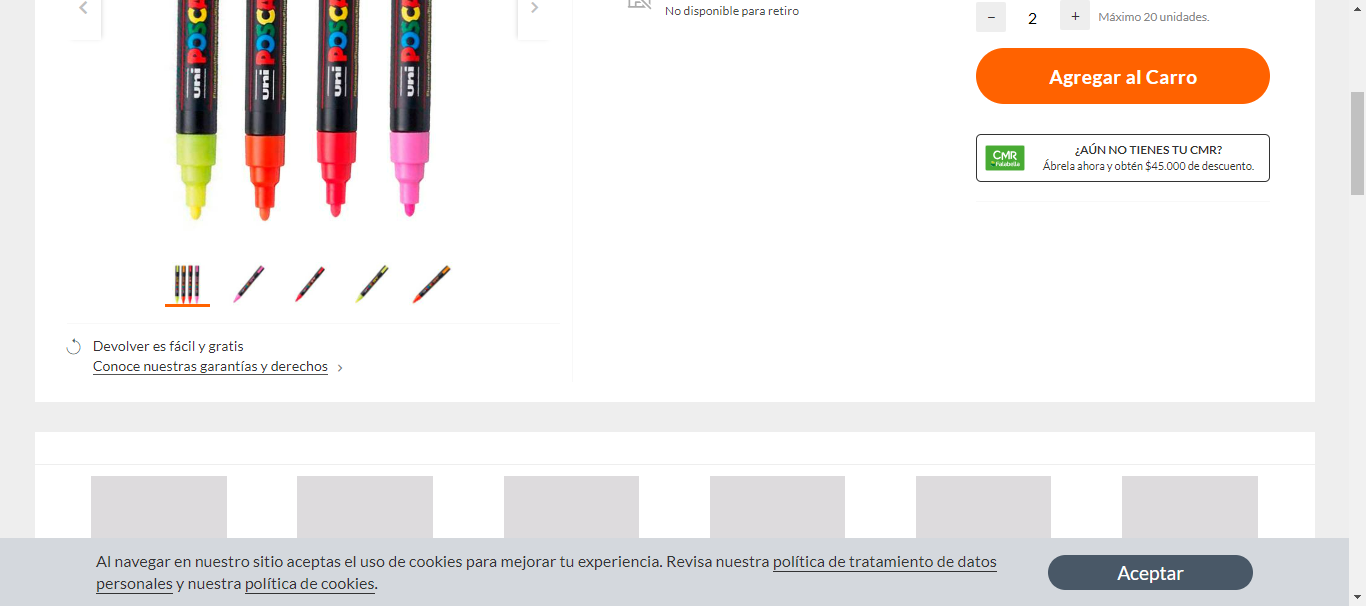 No disponible para retiro
− 2 + Máximo 20 unidades.
Agregar al Carro
uni POSCA
uni POSCA
uni POSCA
uni POSCA
CMR
Falabella
¿AÚN NO TIENES TU CMR?
Ábrela ahora y obtén $45.000 de descuento.
Devolver es fácil y gratis
Conoce nuestras garantías y derechos
Al navegar en nuestro sitio aceptas el uso de cookies para mejorar tu experiencia. Revisa nuestra política de tratamiento de datos
personales y nuestra política de cookies.
Aceptar